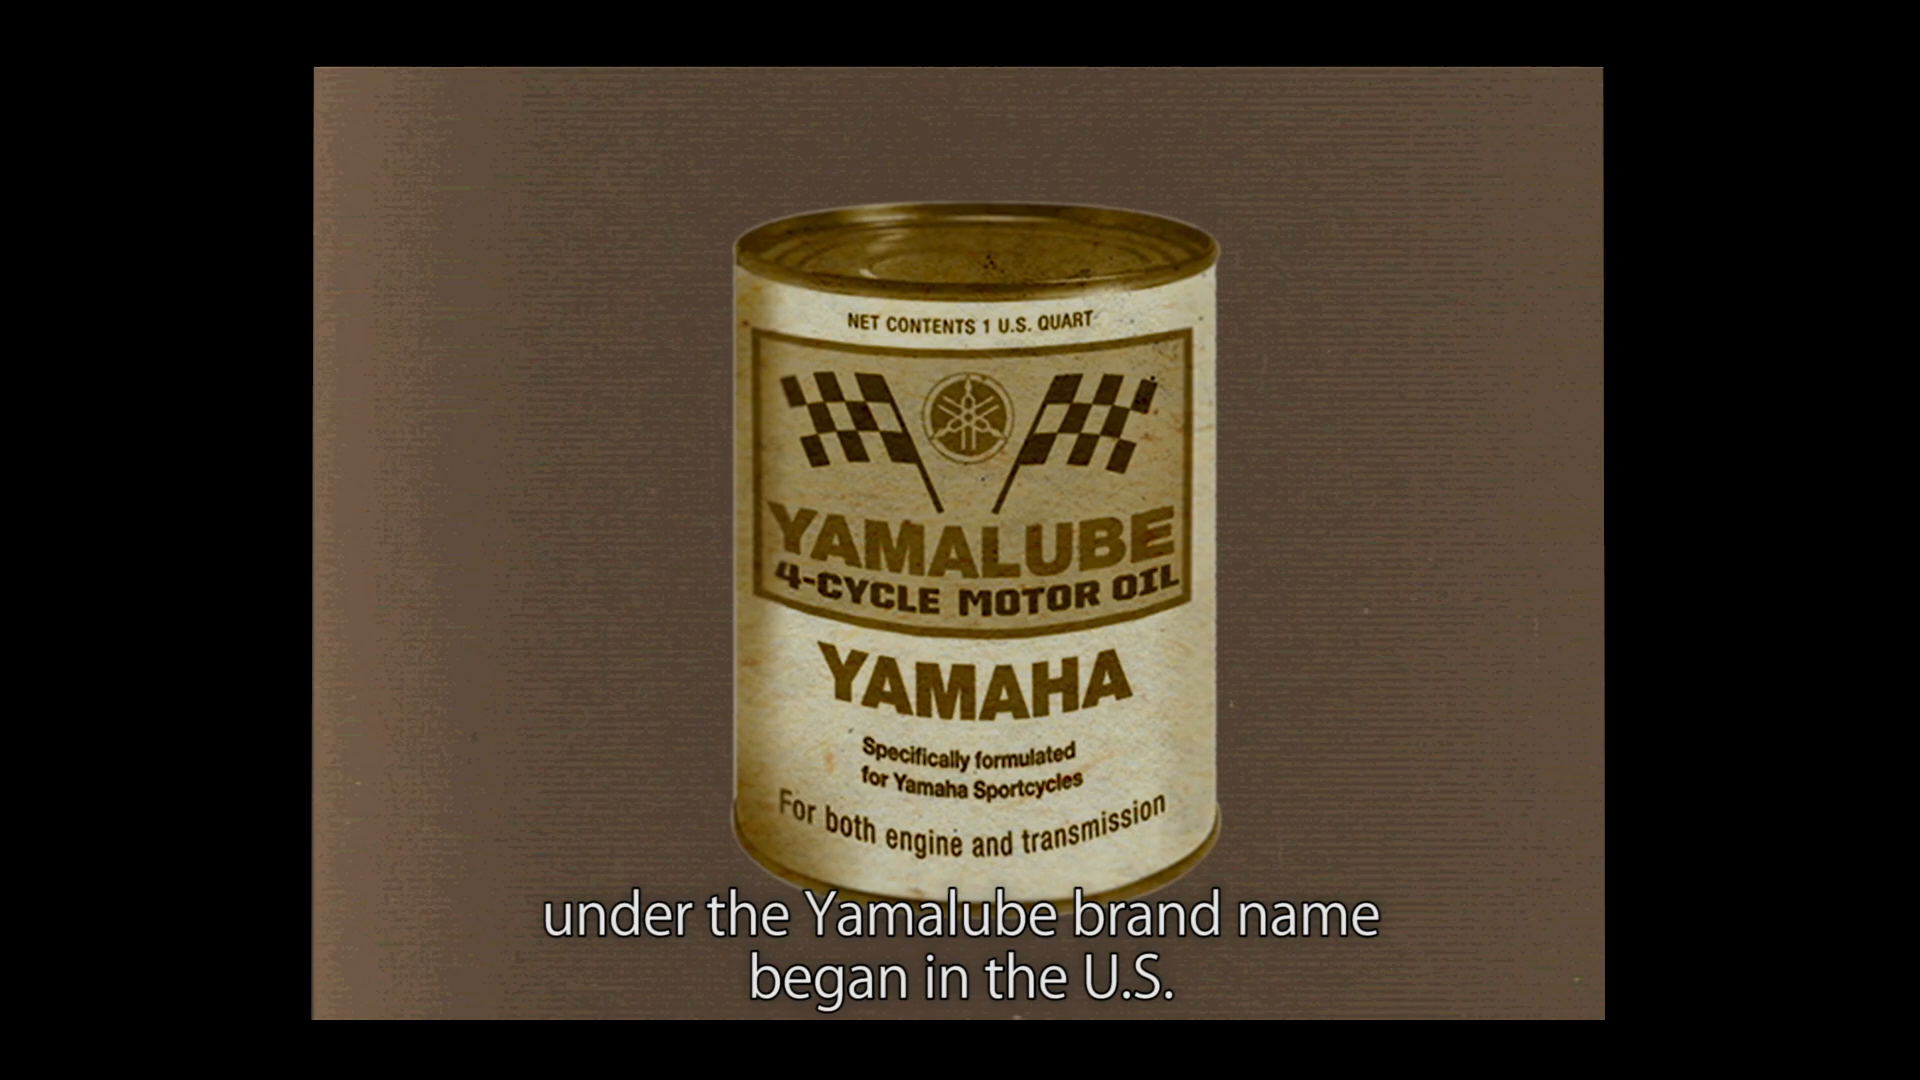 NET CONTENTS 1 U.S. QUART
YAMALUBE
4-CYCLE MOTOR OIL
YAMAHA
Specifically formulated
for Yamaha Sportcycles
For both engine and transmission
under the Yamalube brand name
began in the U.S.